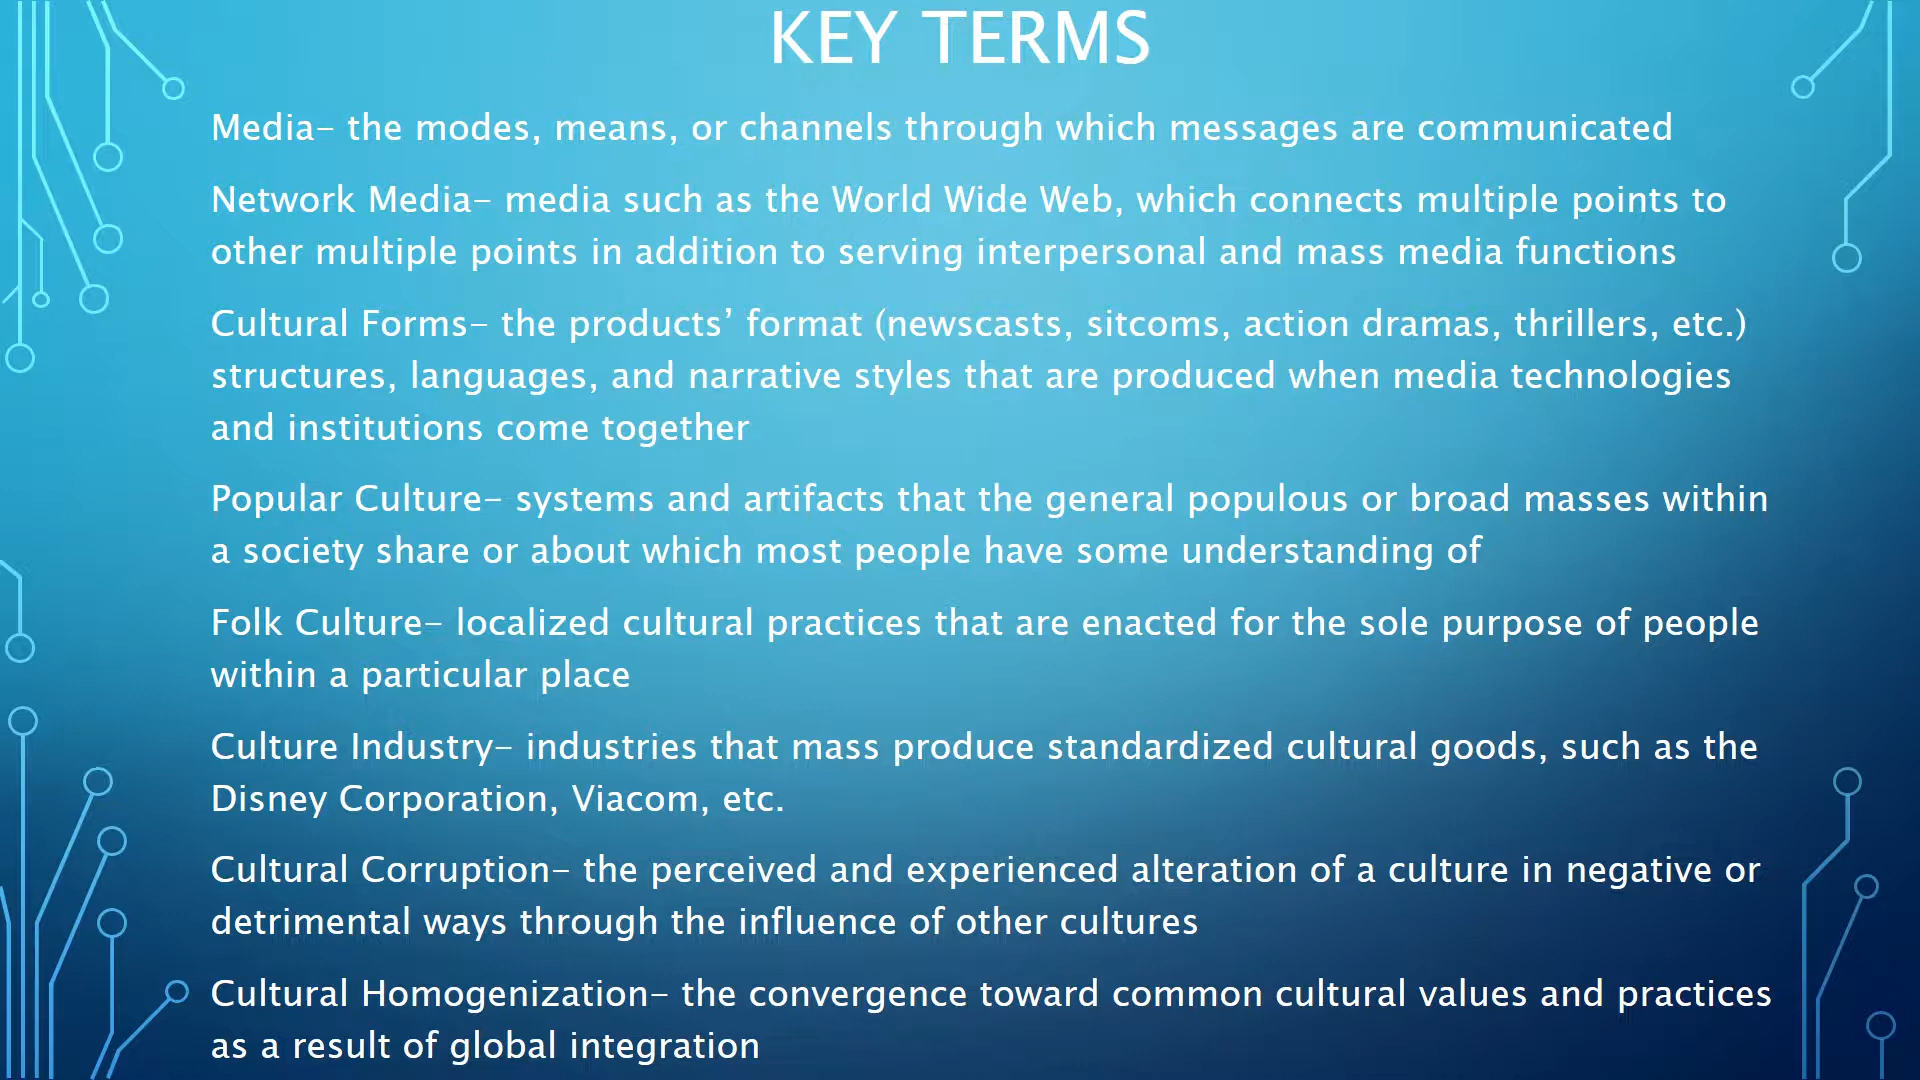 KEY TERMS
Media- the modes, means, or channels through which messages are communicated
Network Media- media such as the World Wide Web, which connects multiple points to
other multiple points in addition to serving interpersonal and mass media functions
Cultural Forms- the products’ format (newscasts, sitcoms, action dramas, thrillers, etc.)
structures, languages, and narrative styles that are produced when media technologies
and institutions come together
Popular Culture- systems and artifacts that the general populous or broad masses within
a society share or about which most people have some understanding of
Folk Culture- localized cultural practices that are enacted for the sole purpose of people
within a particular place
Culture Industry- industries that mass produce standardized cultural goods, such as the
Disney Corporation, Viacom, etc.
Cultural Corruption- the perceived and experienced alteration of a culture in negative or
detrimental ways through the influence of other cultures
Cultural Homogenization- the convergence toward common cultural values and practices
as a result of global integration